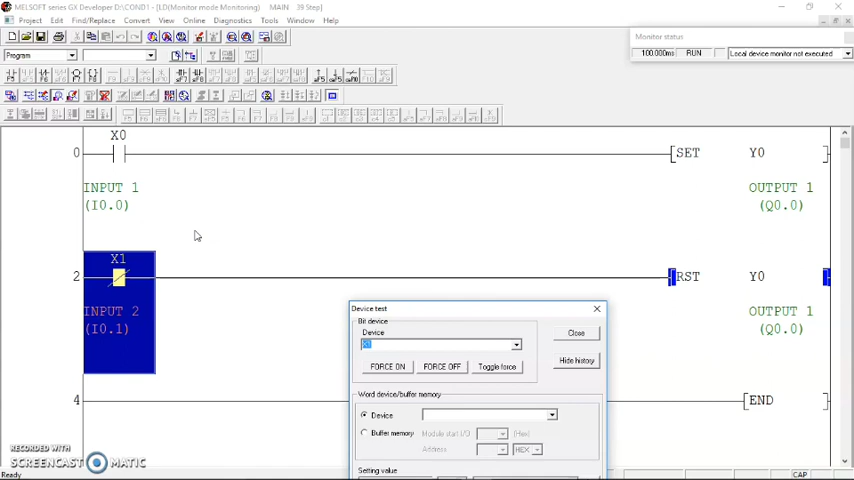 MELSOFT series GX Developer D:\COND1 - [LD(Monitor mode Monitoring) MAIN 39 Step]
Project Edit Find/Replace Convert View Online Diagnostics Tools Window Help
Monitor status
100.000ms RUN Local device monitor not executed
Program
X0
0 SET Y0
INPUT 1 OUTPUT 1
(I0.0) (Q0.0)
X1
2 RST Y0
INPUT 2 OUTPUT 1
(I0.1) (Q0.0)
4 END
Device test
Bit device
Device
Close
X1
FORCE ON FORCE OFF Toggle force
Hide history
Word device/buffer memory
Device
Buffer memory Module start I/O (Hex)
Address HEX
Setting value
RECORDED WITH
SCREENCAST MATIC
Ready CAP